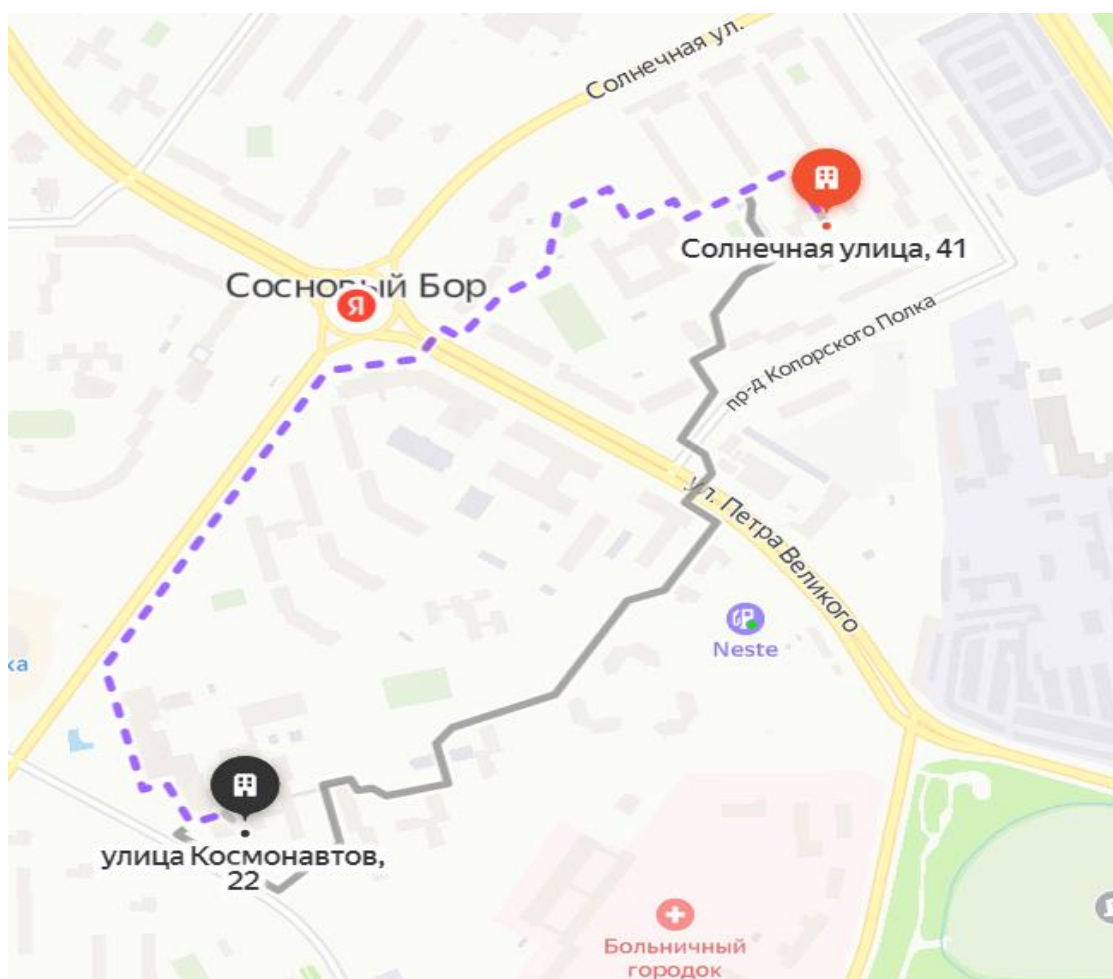 Солнечная ул.
Солнечная улица, 41
Сосновый Бор
Я
пр-д Копорского Полка
ул. Петра Великого
Neste
ка
улица Космонавтов,
22
Больничный
городок